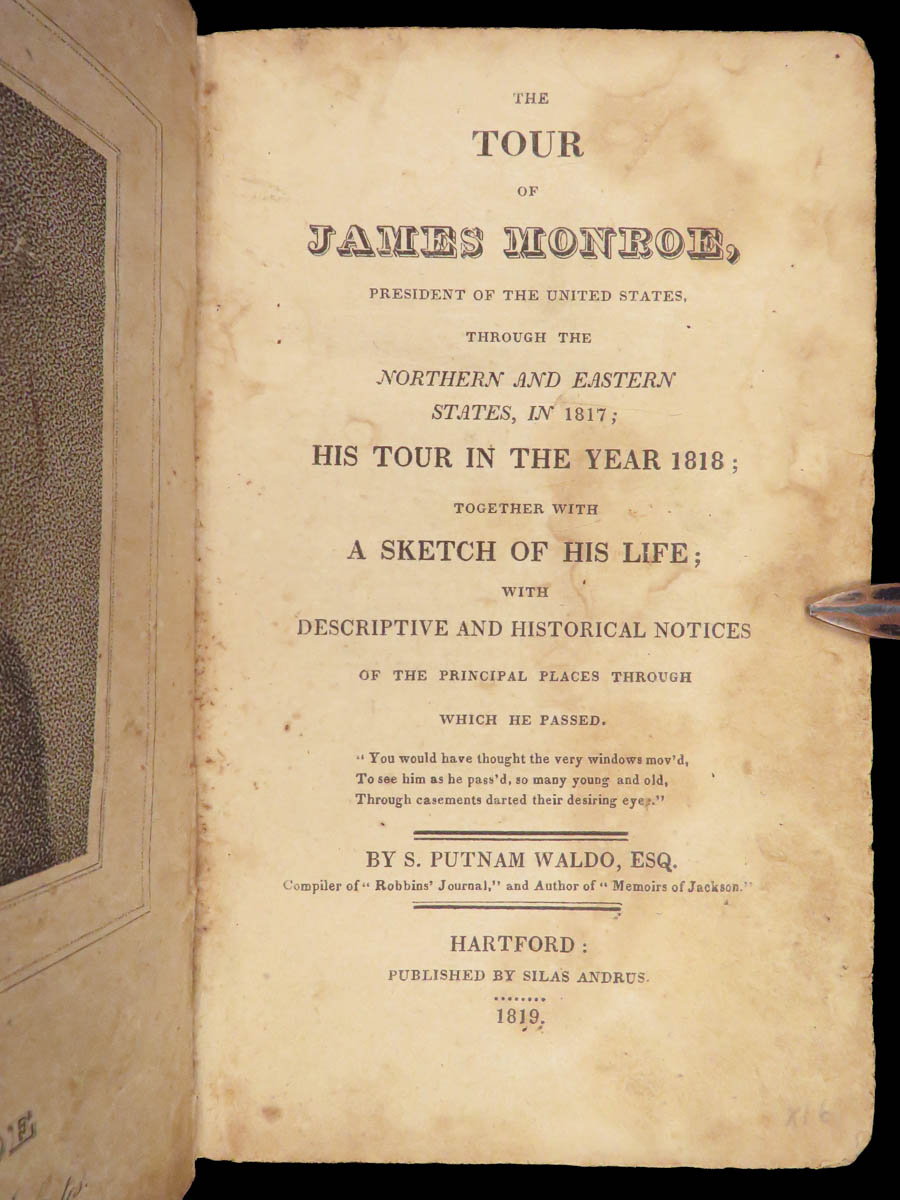 THE
TOUR
OF
JAMES MONROE,
PRESIDENT OF THE UNITED STATES,
THROUGH THE
NORTHERN AND EASTERN
STATES, IN 1817;
HIS TOUR IN THE YEAR 1818;
TOGETHER WITH
A SKETCH OF HIS LIFE;
WITH
DESCRIPTIVE AND HISTORICAL NOTICES
OF THE PRINCIPAL PLACES THROUGH
WHICH HE PASSED.
"You would have thought the very windows mov'd,
To see him as he pass'd, so many young and old,
Through casements darted their desiring eyes."
BY S. PUTNAM WALDO, ESQ.
Compiler of "Robbins' Journal," and Author of "Memoirs of Jackson."
HARTFORD:
PUBLISHED BY SILAS ANDRUS.
1819.